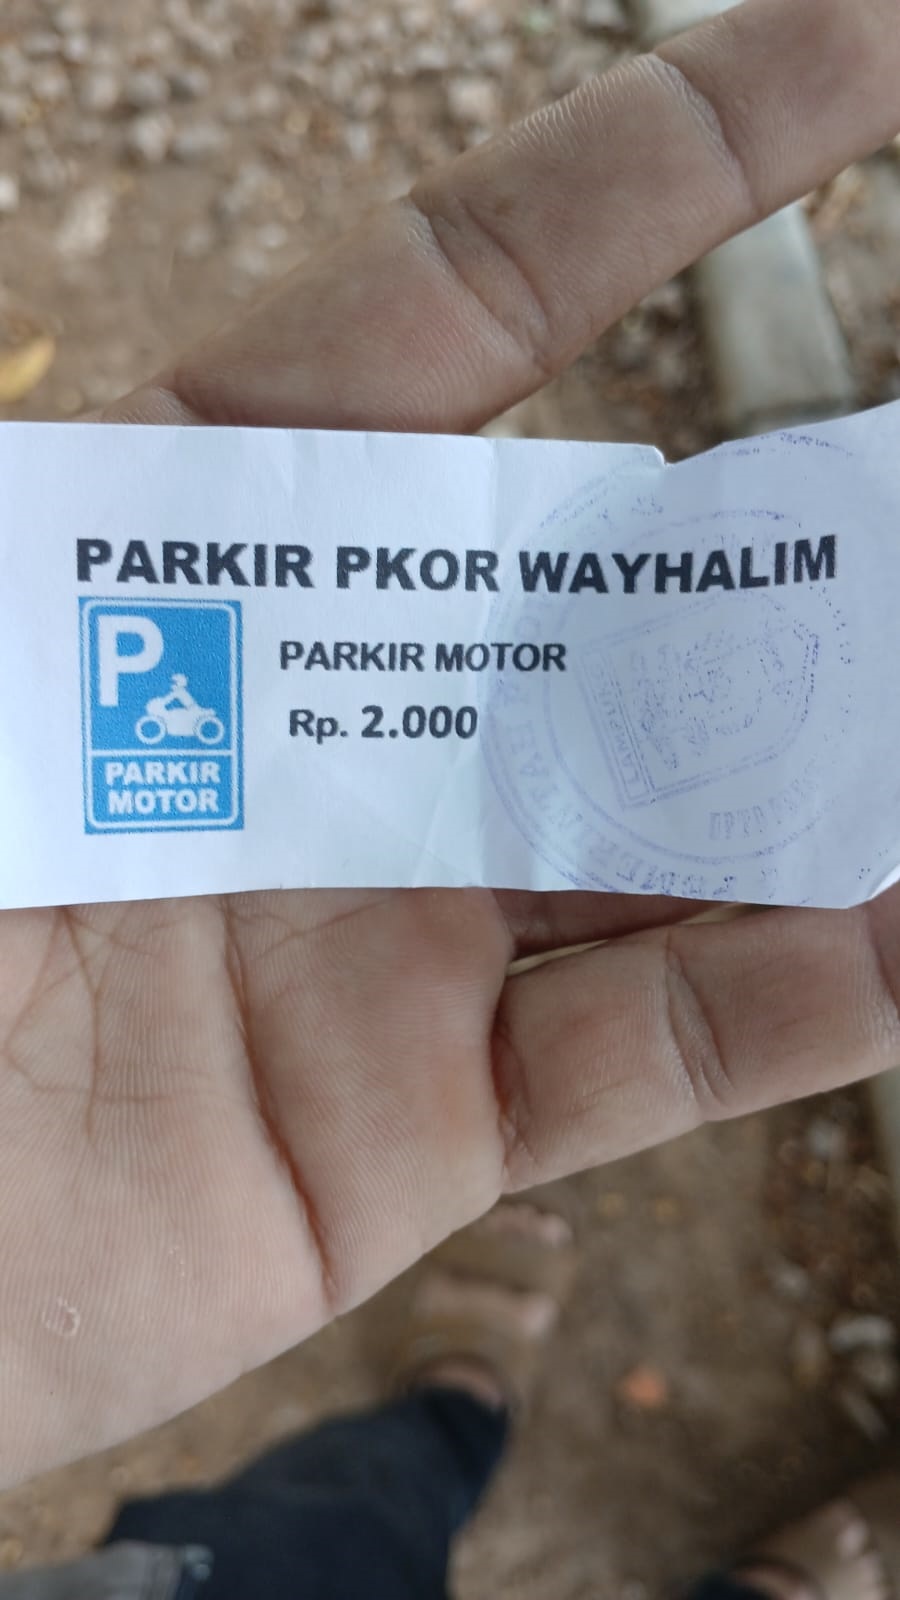 PARKIR PKOR WAYHALIM
P
PARKIR MOTOR
Rp. 2.000
PARKIR
MOTOR
LAMPUNG